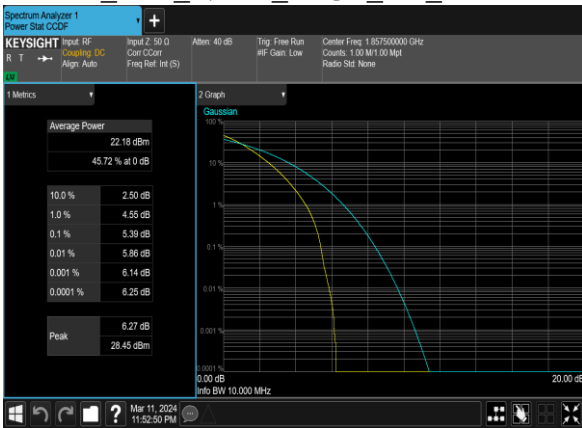 Spectrum Analyzer 1
Power Stat CCDF
KEYSIGHT
R T
LW
Input: RF
Coupling: DC
Align: Auto
Input Z: 50 Ω
Corr CCorr
Freq Ref: Int (S)
Atten: 40 dB
Trig: Free Run
#IF Gain: Low
Center Freq: 1.857500000 GHz
Counts: 1.00 M/1.00 Mpt
Radio Std: None
1 Metrics
Average Power
22.18 dBm
45.72 % at 0 dB
10.0 % 2.50 dB
1.0 % 4.55 dB
0.1 % 5.39 dB
0.01 % 5.86 dB
0.001 % 6.14 dB
0.0001 % 6.25 dB
Peak
6.27 dB
28.45 dBm
2 Graph
Gaussian
100 %
10 %
1 %
0.1 %
0.01 %
0.001 %
0.0001 %
0.00 dB
20.00 dB
Info BW 10.000 MHz
?
Mar 11, 2024
11:52:50 PM